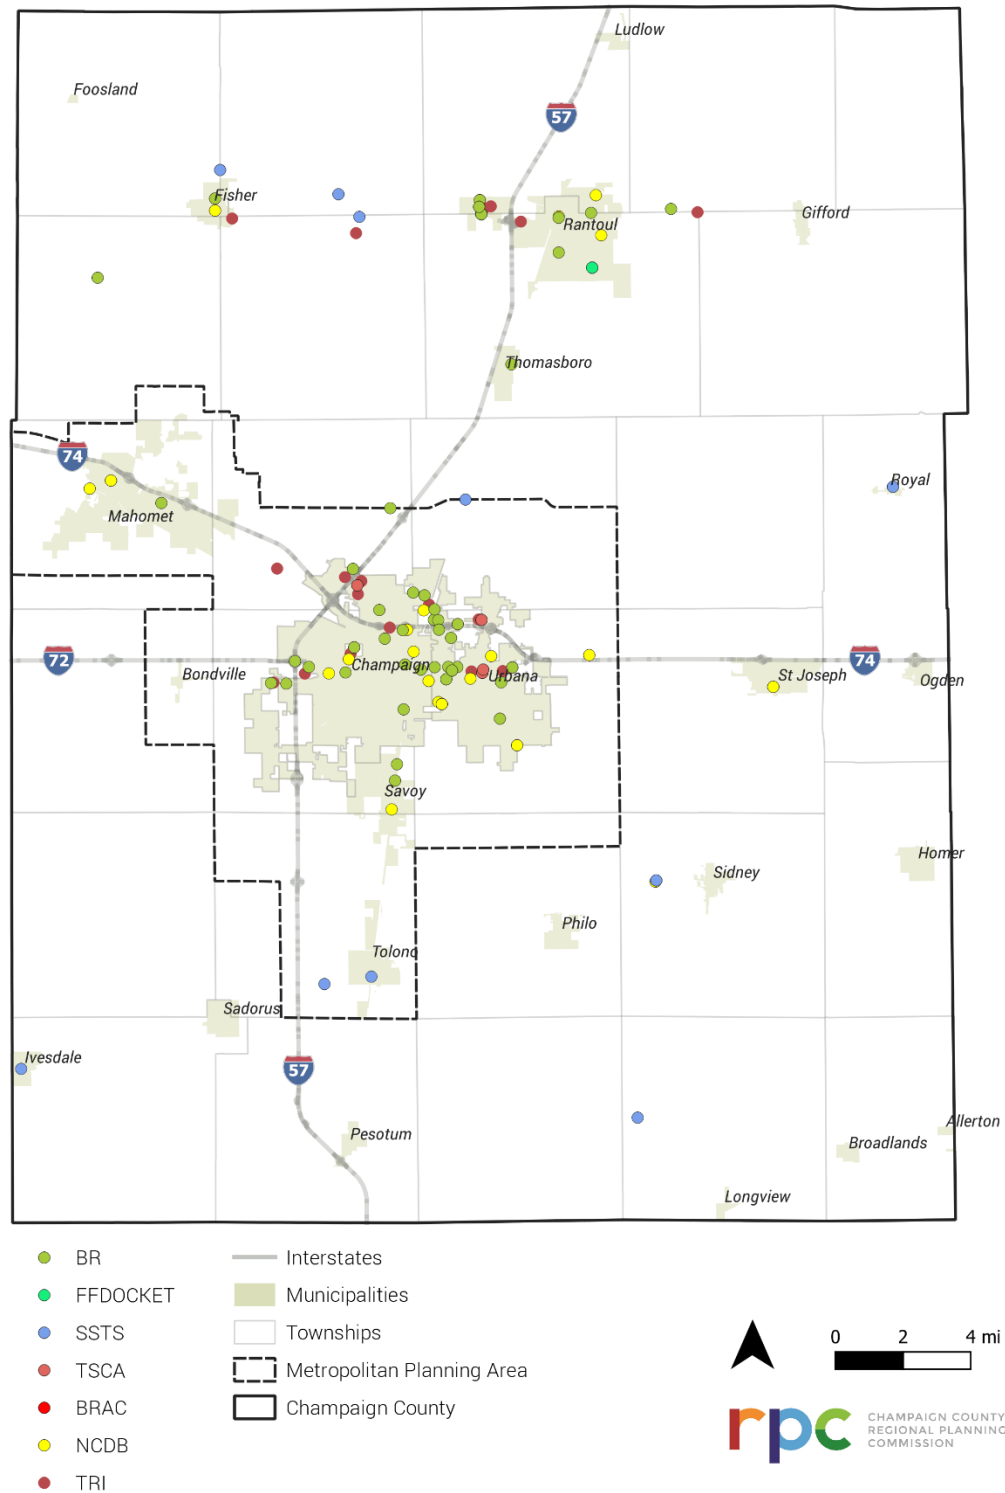 Ludlow
Foosland
57
Fisher
Gifford
Rantoul
Thomasboro
74
Royal
Mahomet
72
Bondville
Champaign
Urbana
74
St Joseph
Ogden
Savoy
Homer
Sidney
Philo
Tolono
Sadorus
Ivesdale
57
Pesotum
Allerton
Broadlands
Longview
BR
FFDOCKET
SSTS
TSCA
BRAC
NCDB
TRI
Interstates
Municipalities
Townships
Metropolitan Planning Area
Champaign County
0 2 4 mi
rpc
CHAMPAIGN COUNTY
REGIONAL PLANNING
COMMISSION